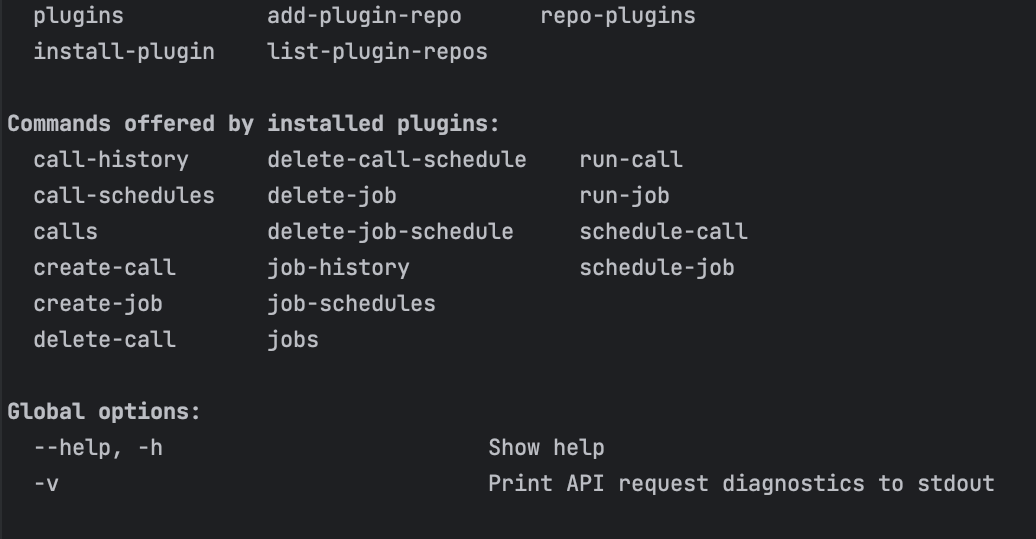 plugins add-plugin-repo repo-plugins
install-plugin list-plugin-repos
Commands offered by installed plugins:
call-history delete-call-schedule run-call
call-schedules delete-job run-job
calls delete-job-schedule schedule-call
create-call job-history schedule-job
create-job job-schedules
delete-call jobs
Global options:
--help, -h Show help
-v Print API request diagnostics to stdout